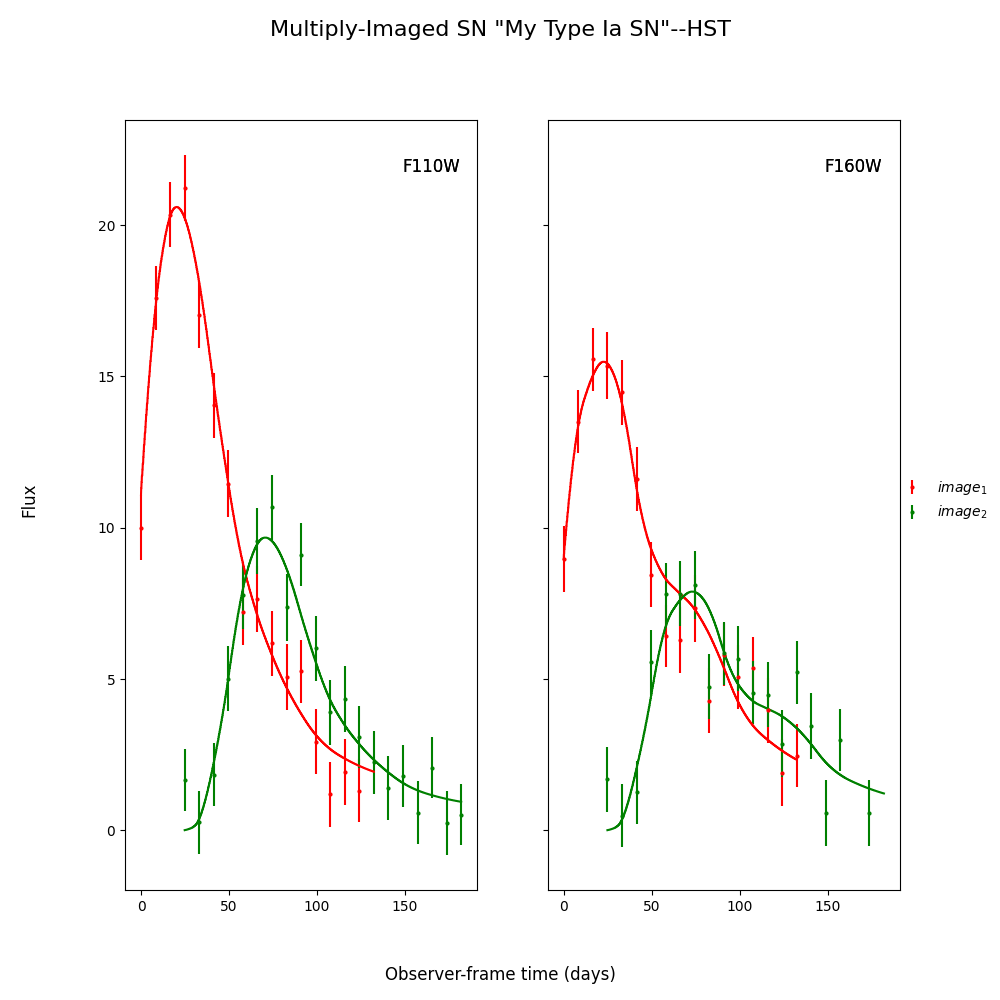 Multiply-Imaged SN "My Type Ia SN"--HST
F110W
F160W
20
15
10
5
0
Flux
image₁
image₂
0 50 100 150
0 50 100 150
Observer-frame time (days)